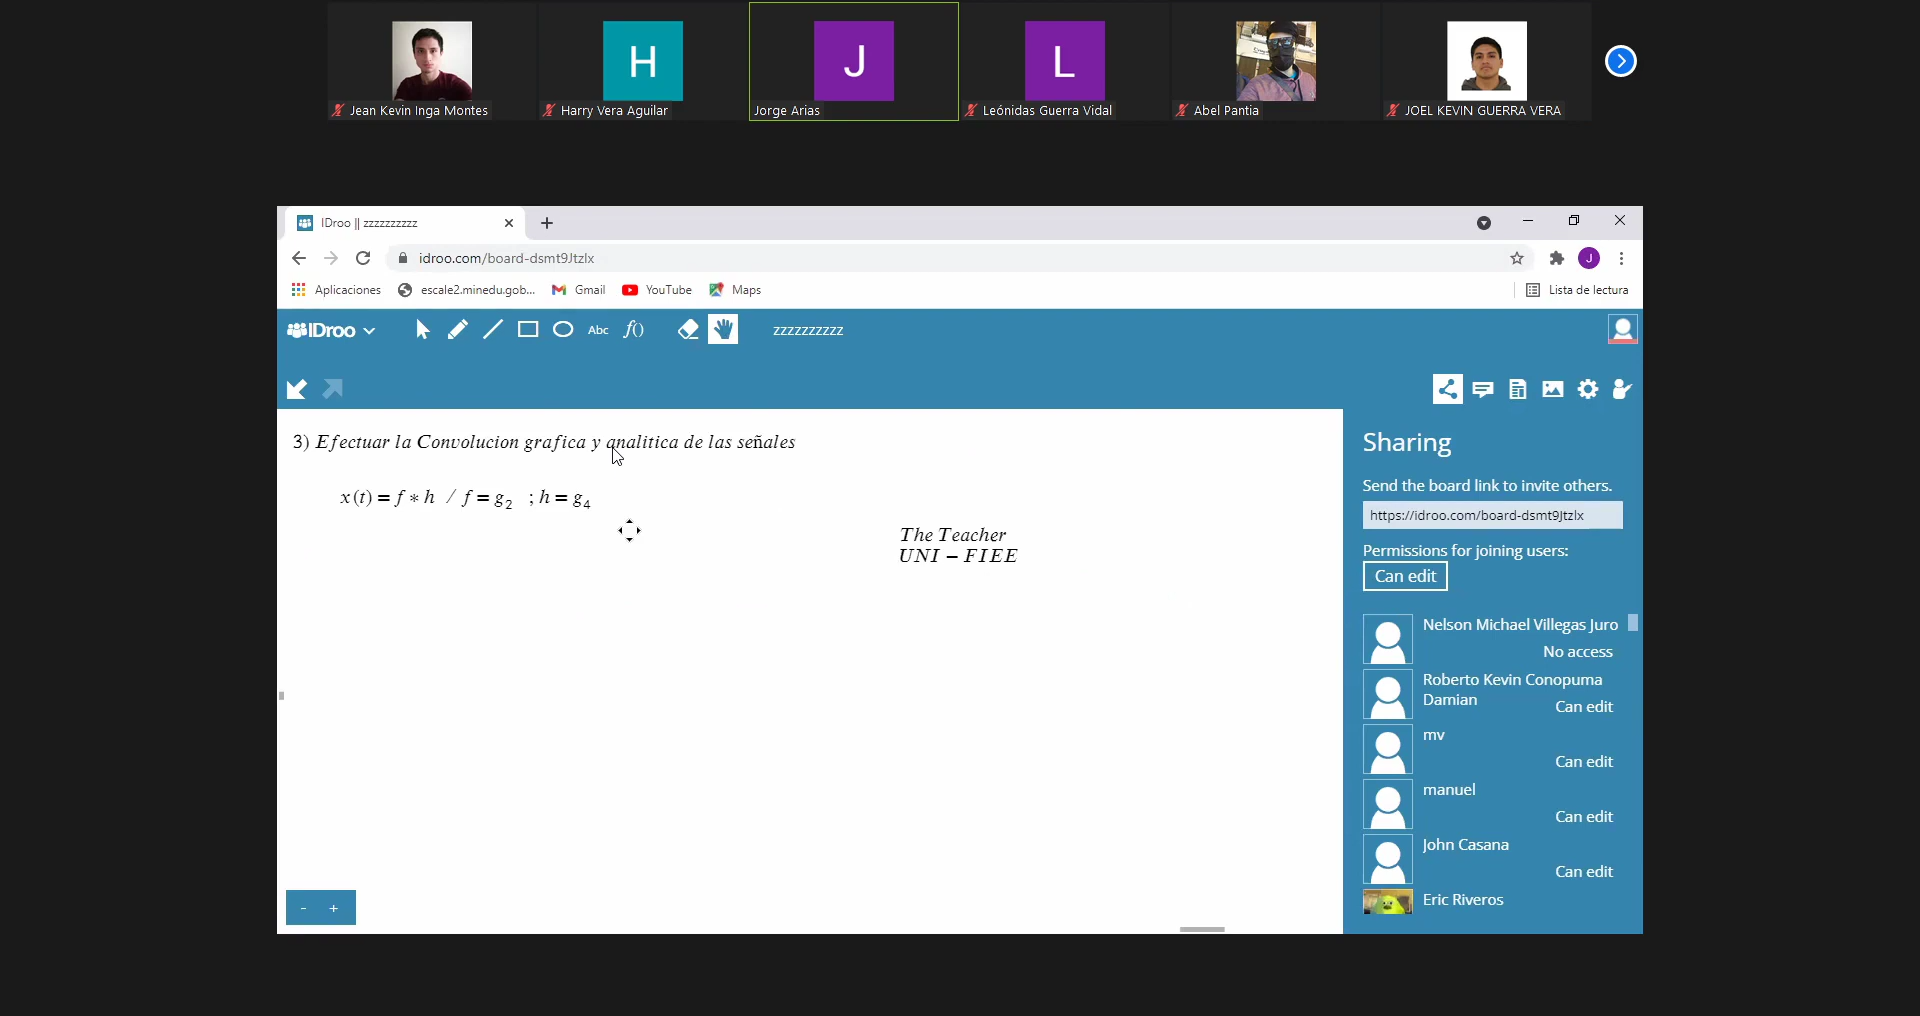 H
J
L
Jean Kevin Inga Montes
Harry Vera Aguilar
Jorge Arias
Leónidas Guerra Vidal
Abel Pantia
JOEL KEVIN GUERRA VERA
IDroo || zzzzzzzzzz
idroo.com/board-dsmt9Jtzlx
J
Aplicaciones
escale2.minedu.gob...
Gmail
YouTube
Maps
Lista de lectura
IDroo
Abc
f()
zzzzzzzzzz
3) Efectuar la Convolucion grafica y analitica de las señales
x(t) = f * h / f = g₂ ; h = g₄
The Teacher
UNI − FIEE
- +
Sharing
Send the board link to invite others.
https://idroo.com/board-dsmt9Jtzlx
Permissions for joining users:
Can edit
Nelson Michael Villegas Juro
No access
Roberto Kevin Conopuma
Damian
Can edit
mv
Can edit
manuel
Can edit
John Casana
Can edit
Eric Riveros